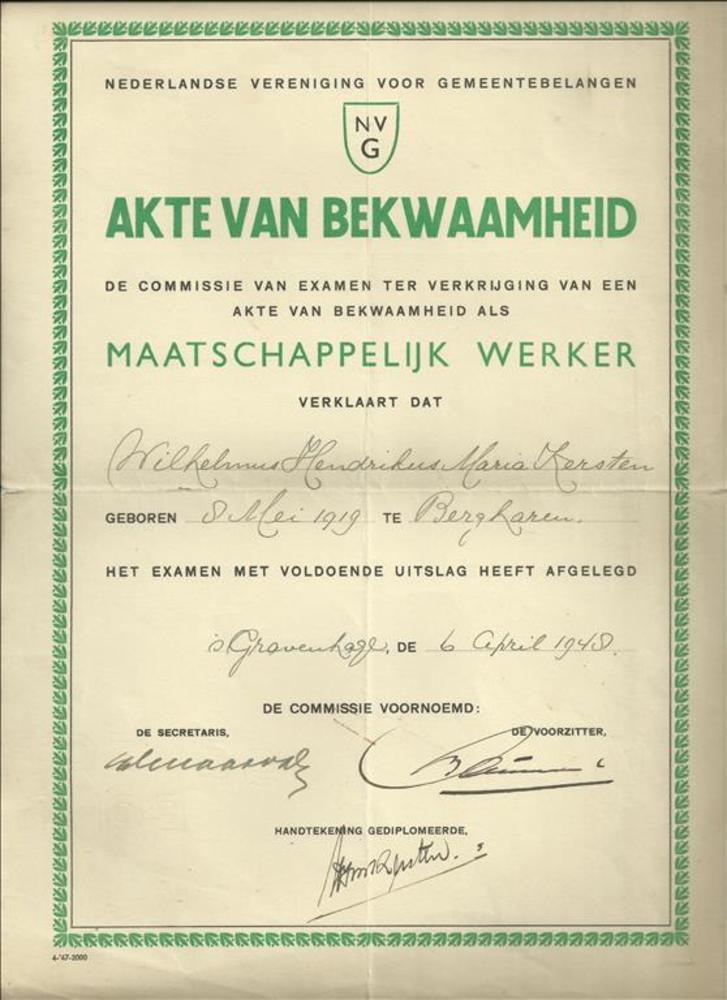 NEDERLANDSE VERENIGING VOOR GEMEENTEBELANGEN
NV
G
AKTE VAN BEKWAAMHEID
DE COMMISSIE VAN EXAMEN TER VERKRIJGING VAN EEN
AKTE VAN BEKWAAMHEID ALS
MAATSCHAPPELIJK WERKER
VERKLAART DAT
Wilhelmus Hendrikus Maria Kersten
GEBOREN 8 Mei 1919 TE Bergharen.
HET EXAMEN MET VOLDOENDE UITSLAG HEEFT AFGELEGD
's Gravenhage, DE 6 April 1948.
DE COMMISSIE VOORNOEMD:
DE SECRETARIS, DE VOORZITTER,
HANDTEKENING GEDIPLOMEERDE,
4-'47-2000